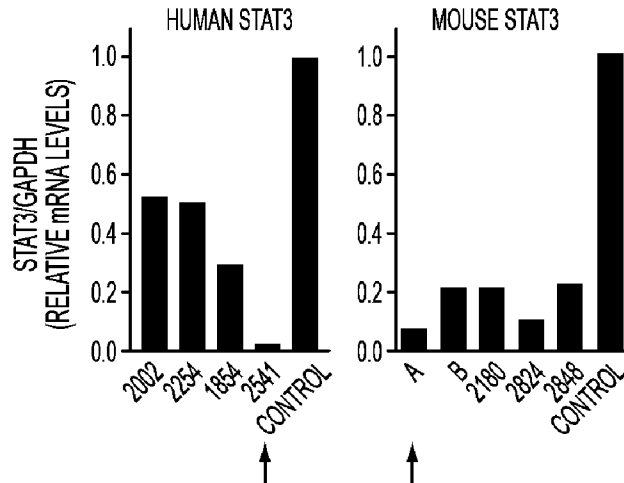 HUMAN STAT3
MOUSE STAT3
STAT3/GAPDH
(RELATIVE mRNA LEVELS)
1.0
0.8
0.6
0.4
0.2
0.0
2002
2254
1854
2541
CONTROL
1.0
0.8
0.6
0.4
0.2
0.0
A
B
2180
2824
2848
CONTROL